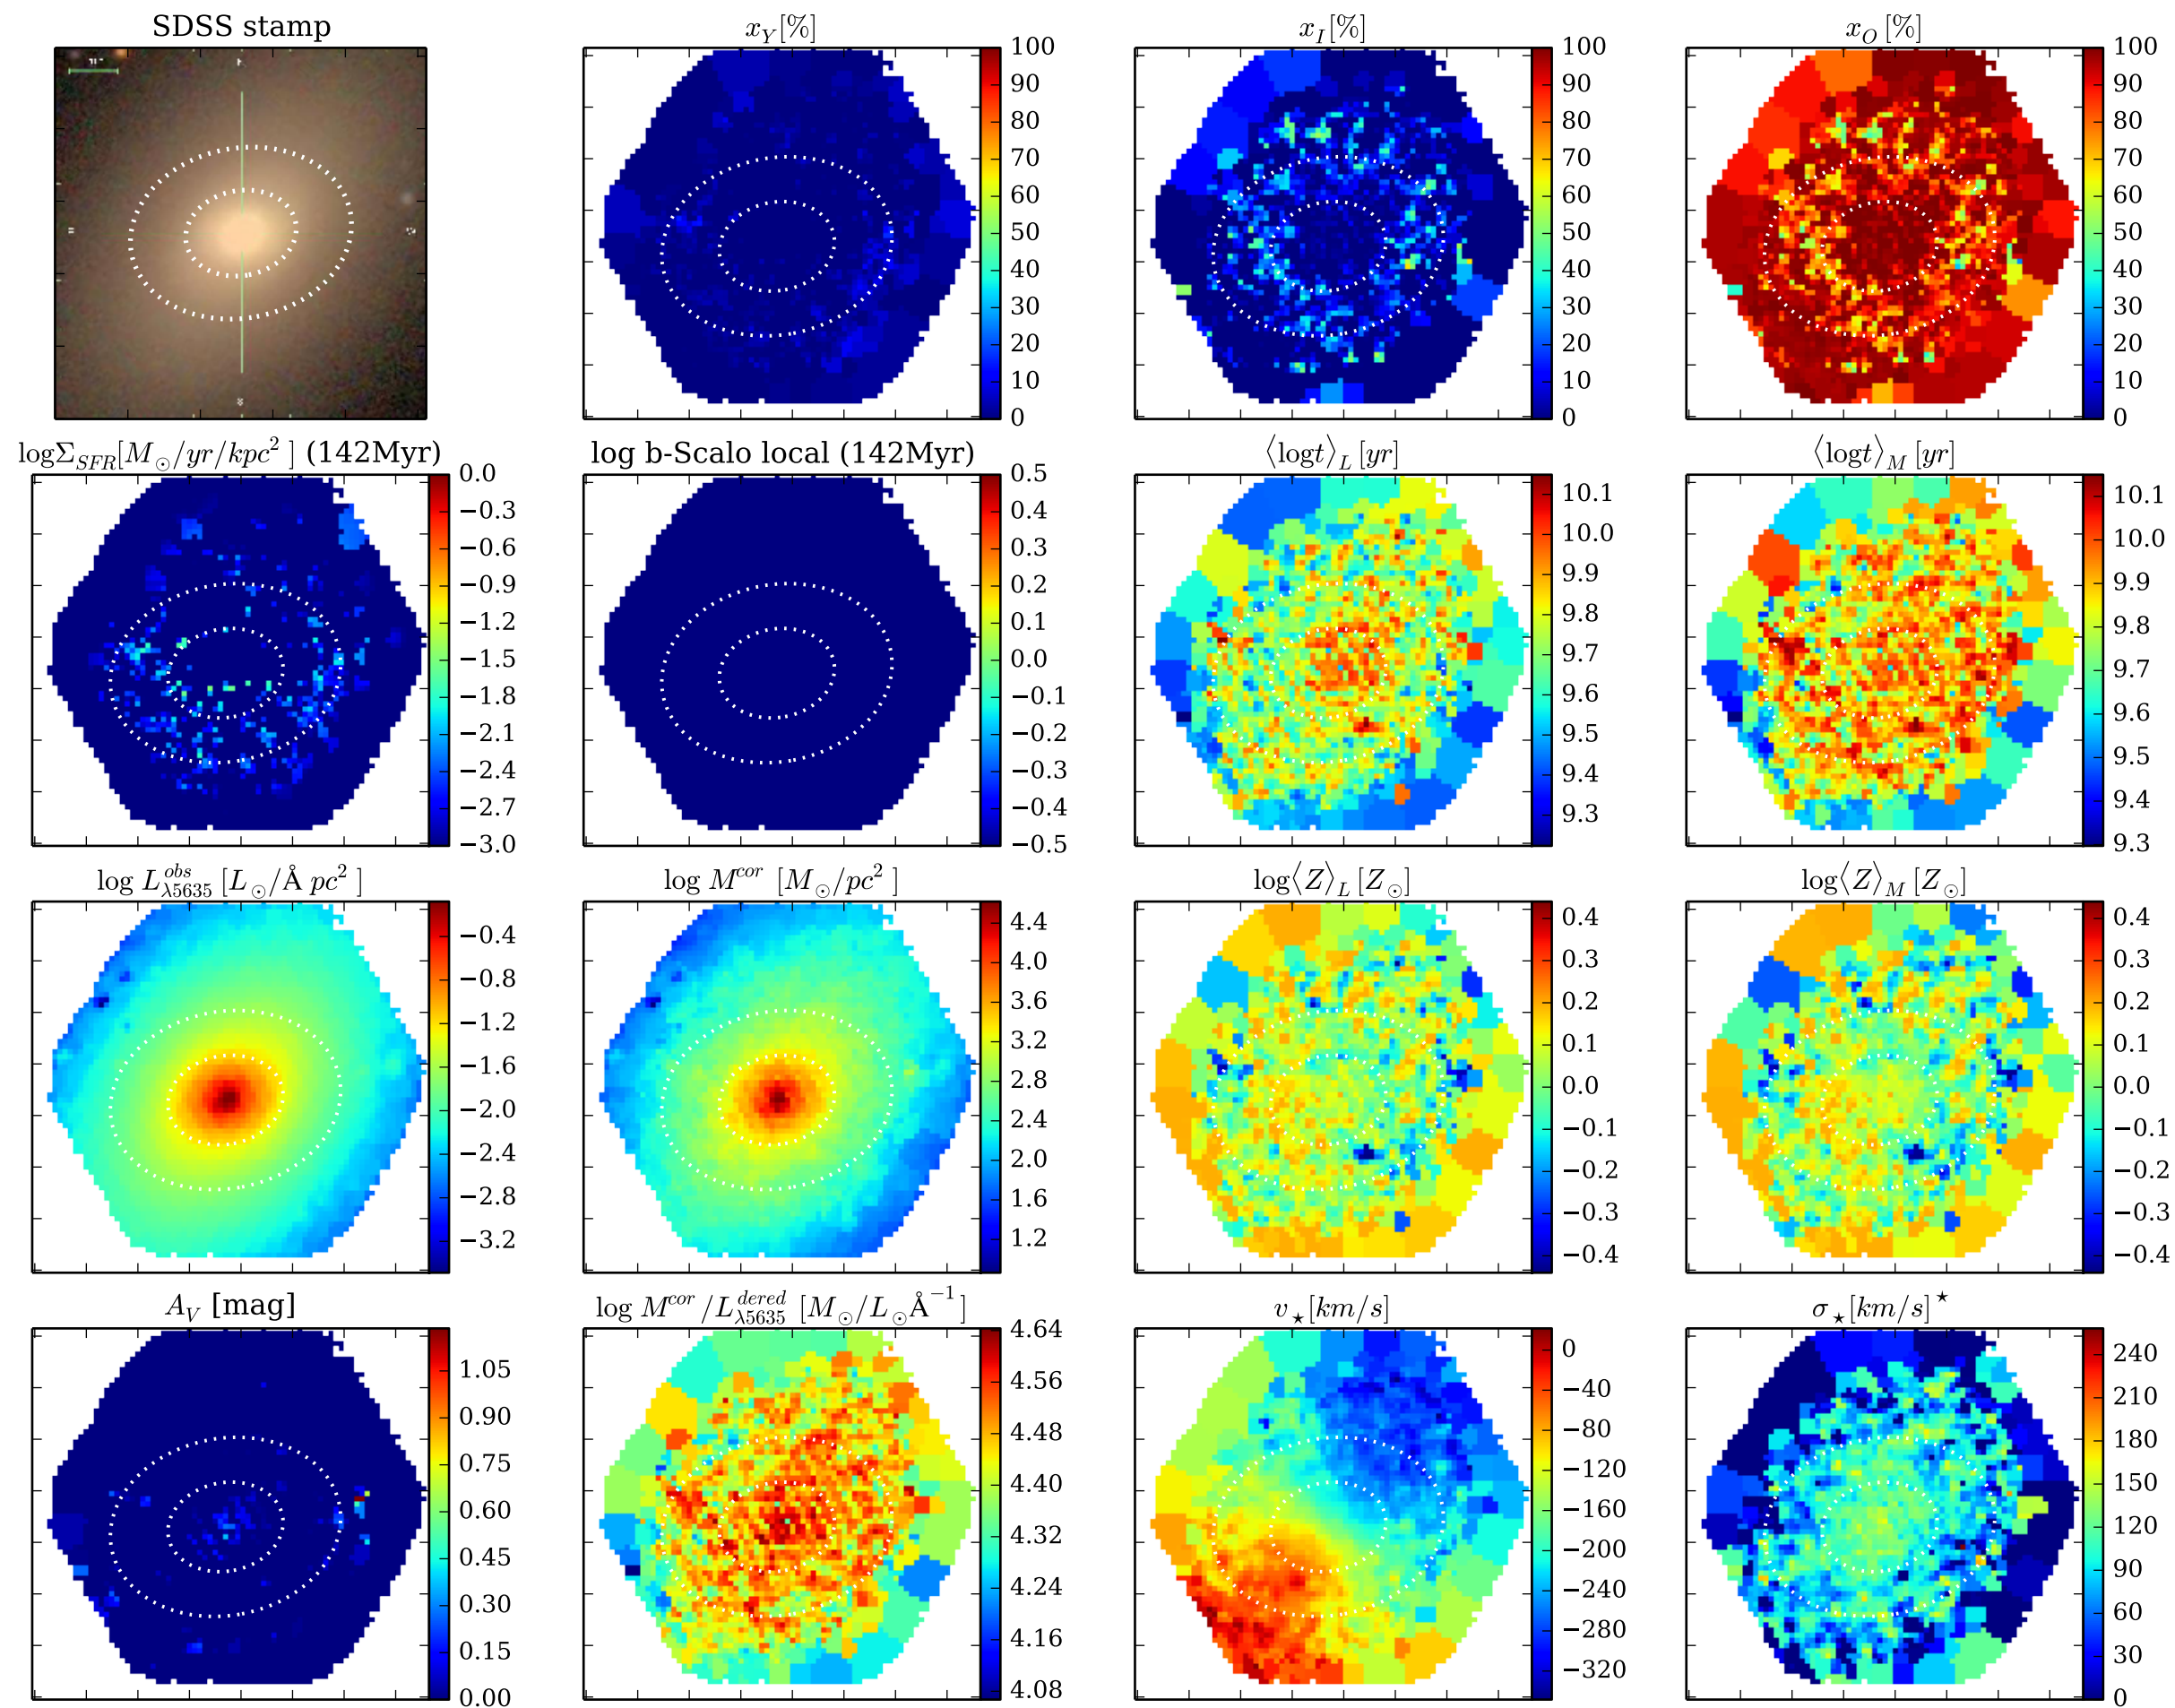 SDSS stamp
x_Y[%]
x_I[%]
x_O[%]
100 90 80 70 60 50 40 30 20 10 0
100 90 80 70 60 50 40 30 20 10 0
100 90 80 70 60 50 40 30 20 10 0
logΣ_SFR[M_⊙/yr/kpc²] (142Myr)
log b-Scalo local (142Myr)
⟨logt⟩_L [yr]
⟨logt⟩_M [yr]
0.0 −0.3 −0.6 −0.9 −1.2 −1.5 −1.8 −2.1 −2.4 −2.7 −3.0
0.5 0.4 0.3 0.2 0.1 0.0 −0.1 −0.2 −0.3 −0.4 −0.5
10.1 10.0 9.9 9.8 9.7 9.6 9.5 9.4 9.3
10.1 10.0 9.9 9.8 9.7 9.6 9.5 9.4 9.3
log L^obs_λ5635 [L_⊙/Å pc²]
log M^cor [M_⊙/pc²]
log⟨Z⟩_L [Z_⊙]
log⟨Z⟩_M [Z_⊙]
−0.4 −0.8 −1.2 −1.6 −2.0 −2.4 −2.8 −3.2
4.4 4.0 3.6 3.2 2.8 2.4 2.0 1.6 1.2
0.4 0.3 0.2 0.1 0.0 −0.1 −0.2 −0.3 −0.4
0.4 0.3 0.2 0.1 0.0 −0.1 −0.2 −0.3 −0.4
A_V [mag]
log M^cor/L^dered_λ5635 [M_⊙/L_⊙Å⁻¹]
v_⋆[km/s]
σ_⋆[km/s]^⋆
1.05 0.90 0.75 0.60 0.45 0.30 0.15 0.00
4.64 4.56 4.48 4.40 4.32 4.24 4.16 4.08
0 −40 −80 −120 −160 −200 −240 −280 −320
240 210 180 150 120 90 60 30 0